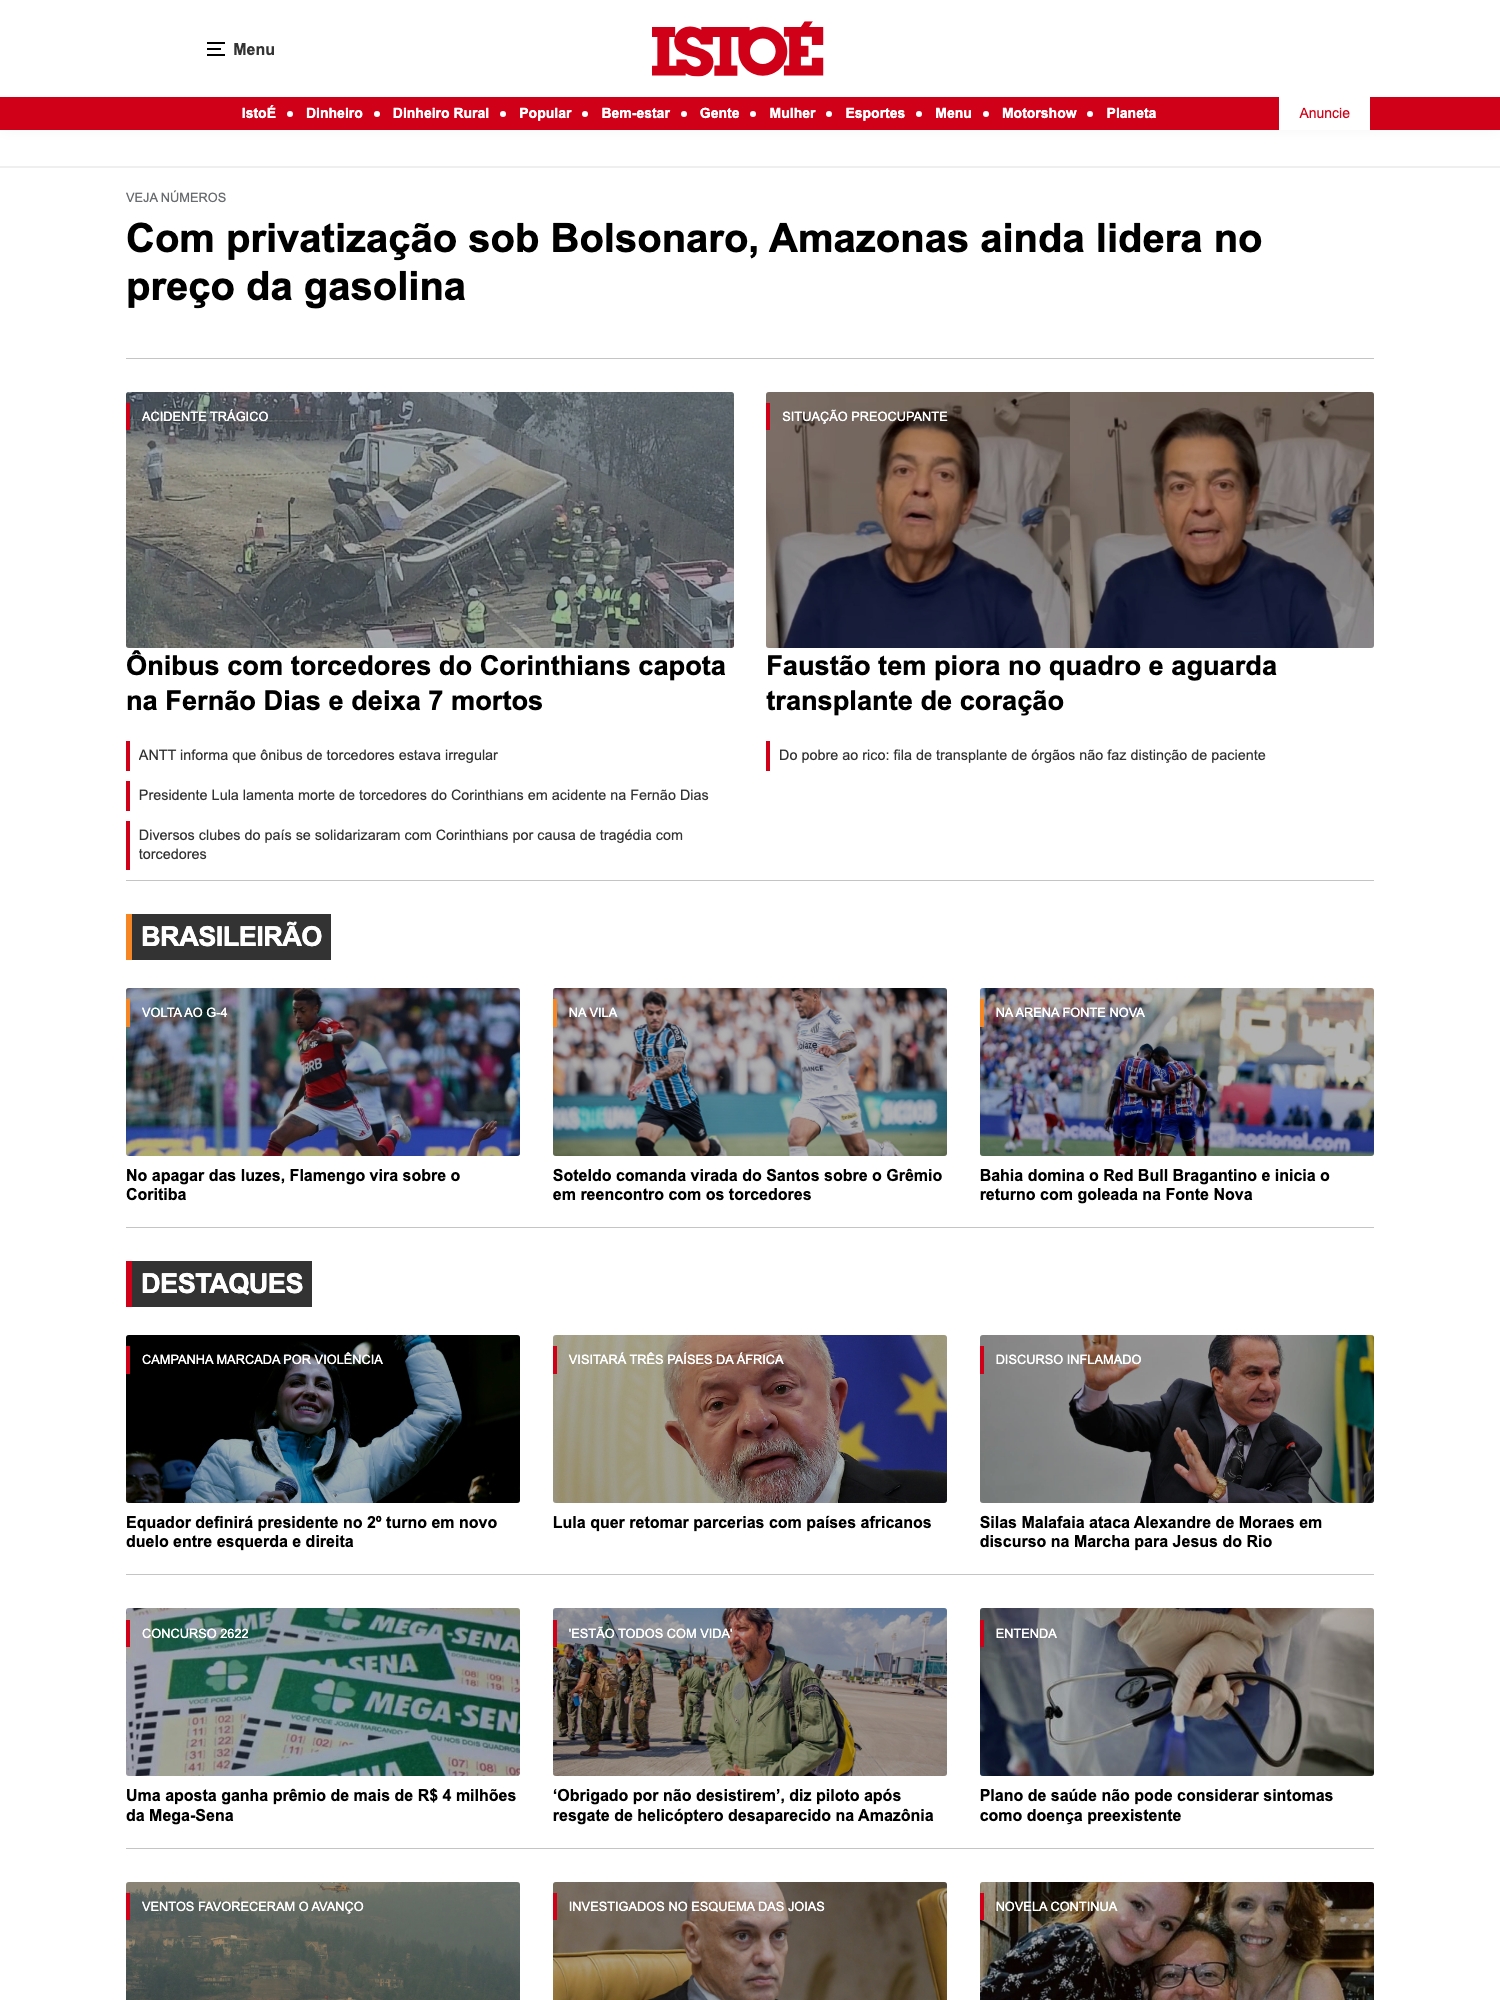 Menu
ISTOÉ
IstoÉ • Dinheiro • Dinheiro Rural • Popular • Bem-estar • Gente • Mulher • Esportes • Menu • Motorshow • Planeta
Anuncie
VEJA NÚMEROS
Com privatização sob Bolsonaro, Amazonas ainda lidera no
preço da gasolina
ACIDENTE TRÁGICO
Ônibus com torcedores do Corinthians capota
na Fernão Dias e deixa 7 mortos
ANTT informa que ônibus de torcedores estava irregular
Presidente Lula lamenta morte de torcedores do Corinthians em acidente na Fernão Dias
Diversos clubes do país se solidarizaram com Corinthians por causa de tragédia com
torcedores
SITUAÇÃO PREOCUPANTE
Faustão tem piora no quadro e aguarda
transplante de coração
Do pobre ao rico: fila de transplante de órgãos não faz distinção de paciente
BRASILEIRÃO
VOLTA AO G-4
No apagar das luzes, Flamengo vira sobre o
Coritiba
NA VILA
Soteldo comanda virada do Santos sobre o Grêmio
em reencontro com os torcedores
NA ARENA FONTE NOVA
Bahia domina o Red Bull Bragantino e inicia o
returno com goleada na Fonte Nova
DESTAQUES
CAMPANHA MARCADA POR VIOLÊNCIA
Equador definirá presidente no 2º turno em novo
duelo entre esquerda e direita
VISITARÁ TRÊS PAÍSES DA ÁFRICA
Lula quer retomar parcerias com países africanos
DISCURSO INFLAMADO
Silas Malafaia ataca Alexandre de Moraes em
discurso na Marcha para Jesus do Rio
CONCURSO 2622
MEGA-SENA
SENA
MEGA-SEN
Uma aposta ganha prêmio de mais de R$ 4 milhões
da Mega-Sena
'ESTÃO TODOS COM VIDA'
‘Obrigado por não desistirem’, diz piloto após
resgate de helicóptero desaparecido na Amazônia
ENTENDA
Plano de saúde não pode considerar sintomas
como doença preexistente
VENTOS FAVORECERAM O AVANÇO
INVESTIGADOS NO ESQUEMA DAS JOIAS
NOVELA CONTINUA